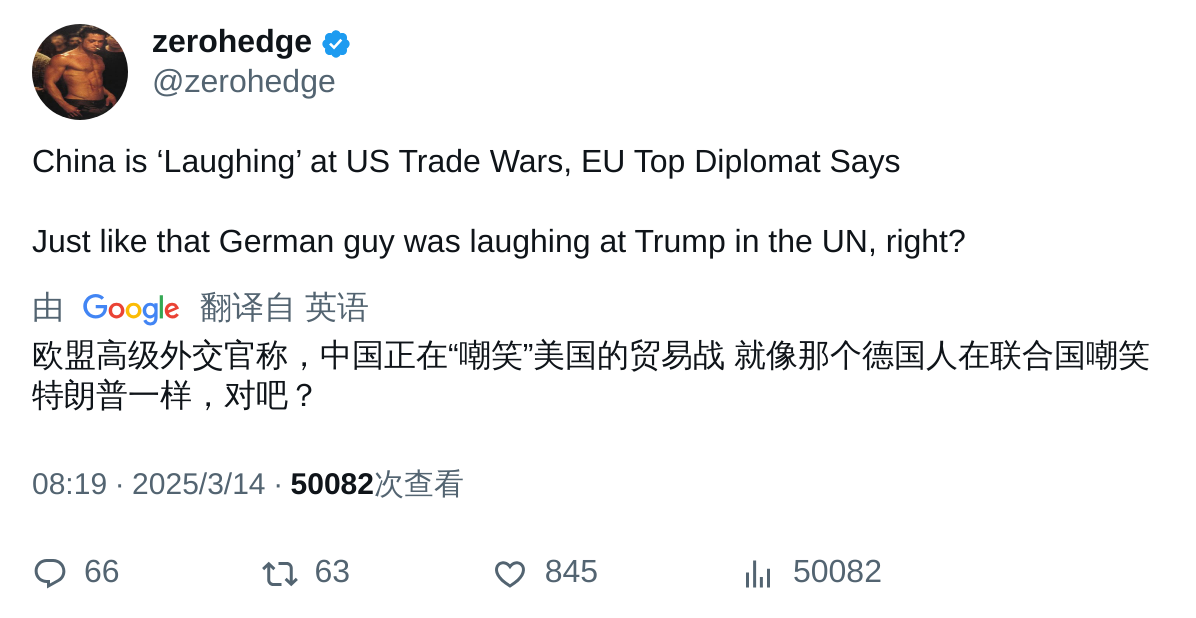 zerohedge
@zerohedge
China is ‘Laughing’ at US Trade Wars, EU Top Diplomat Says
Just like that German guy was laughing at Trump in the UN, right?
由 Google 翻译自 英语
欧盟高级外交官称，中国正在“嘲笑”美国的贸易战 就像那个德国人在联合国嘲笑
特朗普一样，对吧？
08:19 · 2025/3/14 · 50082次查看
66 63 845 50082